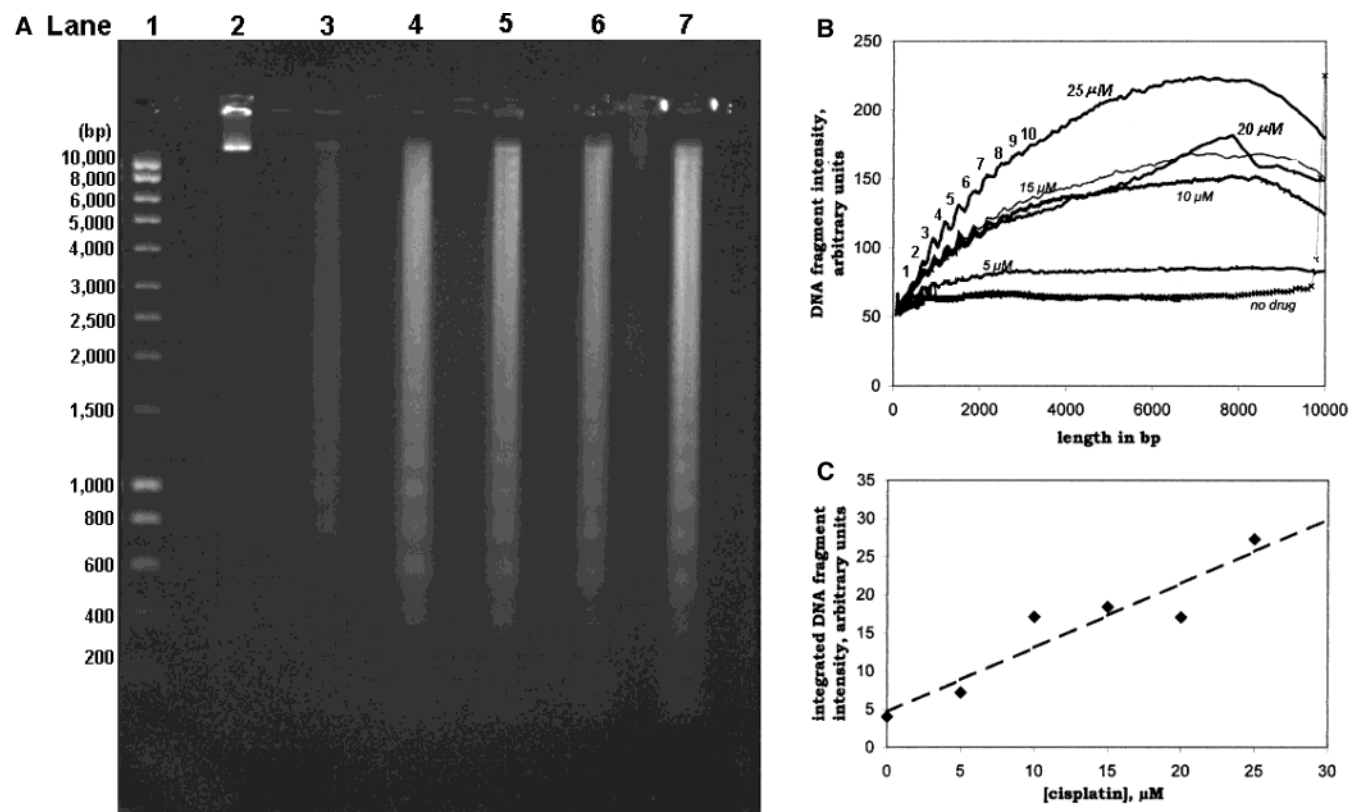 A Lane 1 2 3 4 5 6 7
(bp)
10,000
8,000
6,000
5,000
4,000
3,000
2,500
2,000
1,500
1,000
800
600
400
200
B
DNA fragment intensity,
arbitrary units
250
200
150
100
50
0
25 μM
20 μM
15 μM
10 μM
5 μM
no drug
1
2
3
4
5
6
7
8
9
10
0 2000 4000 6000 8000 10000
length in bp
C
integrated DNA fragment
intensity, arbitrary units
35
30
25
20
15
10
5
0
0 5 10 15 20 25 30
[cisplatin], μM